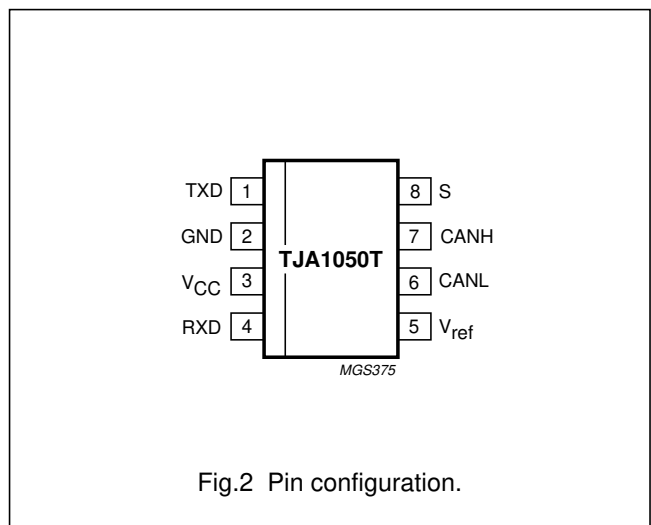 TXD 1 8 S
GND 2 7 CANH
TJA1050T
VCC 3 6 CANL
RXD 4 5 Vref
MGS375
Fig.2 Pin configuration.